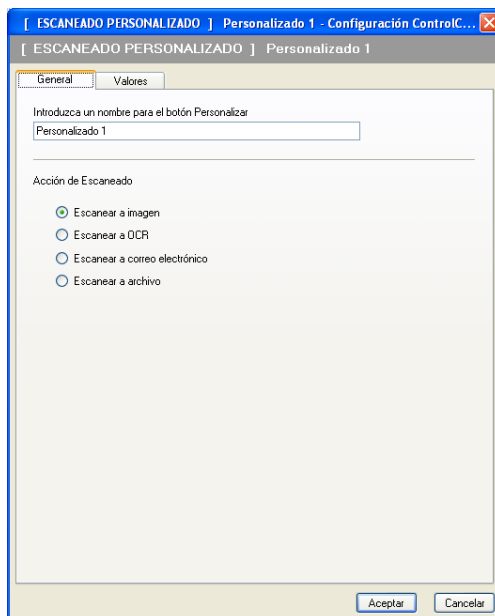 [ ESCANEADO PERSONALIZADO ] Personalizado 1 - Configuración ControlC...
[ ESCANEADO PERSONALIZADO ] Personalizado 1
General Valores
Introduzca un nombre para el botón Personalizar
Personalizado 1
Acción de Escaneado
Escanear a imagen
Escanear a OCR
Escanear a correo electrónico
Escanear a archivo
Aceptar Cancelar